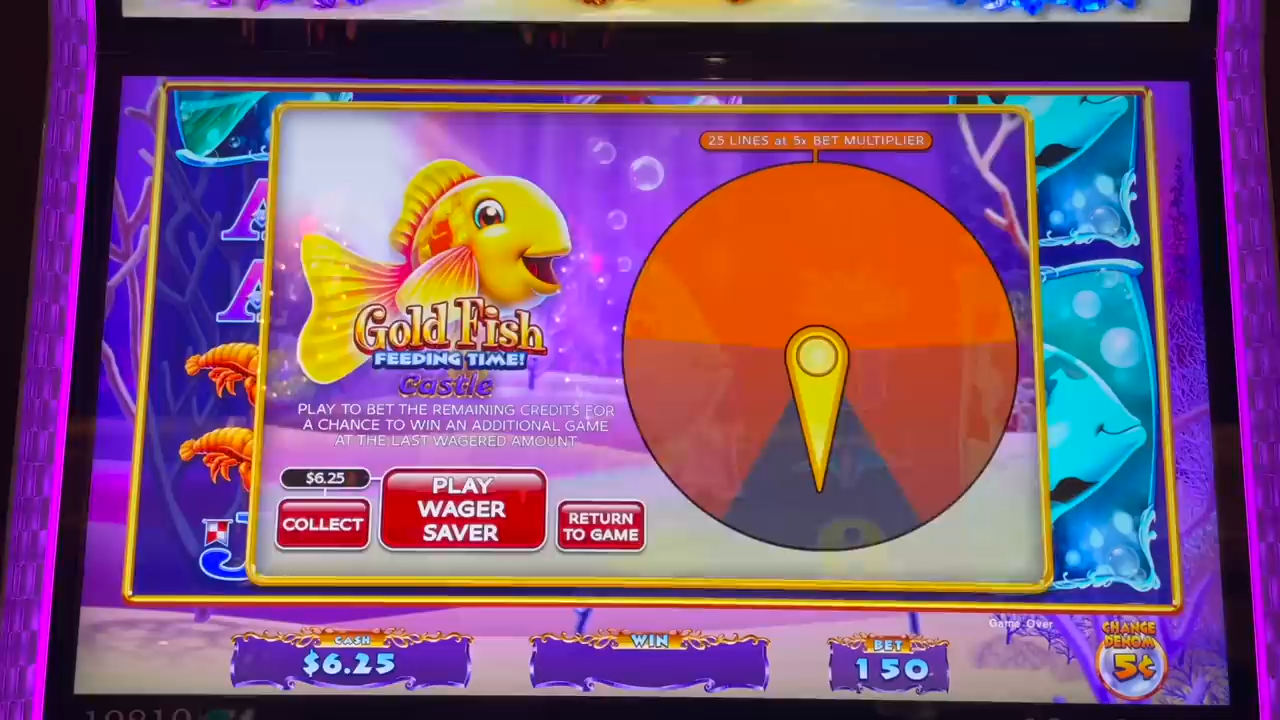 25 LINES at 5x BET MULTIPLIER
A
A
Gold Fish
FEEDING TIME!
Castle
PLAY TO BET THE REMAINING CREDITS FOR
A CHANCE TO WIN AN ADDITIONAL GAME
AT THE LAST WAGERED AMOUNT
$6.25
COLLECT
PLAY
WAGER
SAVER
RETURN
TO GAME
J
Game Over
CASH
$6.25
WIN
BET
150
CHANGE
DENOM
5¢